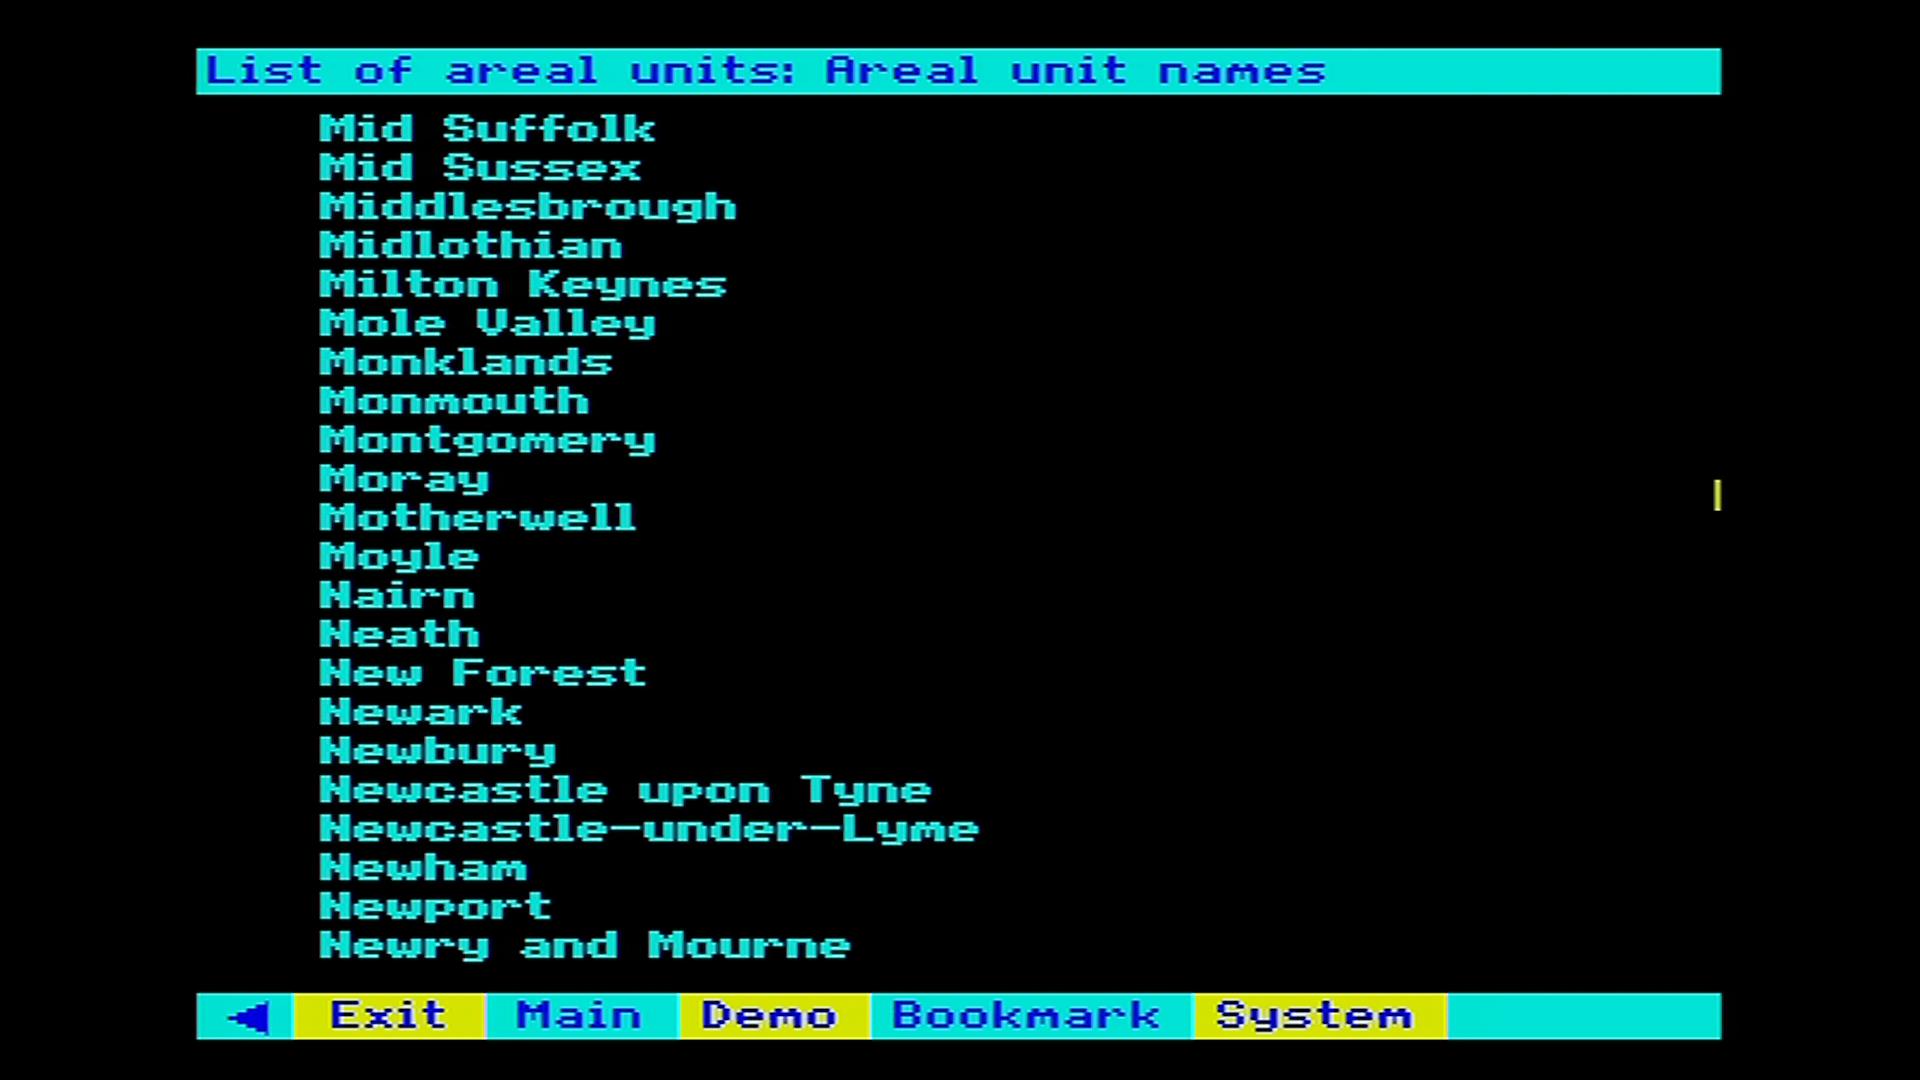 List of areal units: Areal unit names
Mid Suffolk
Mid Sussex
Middlesbrough
Midlothian
Milton Keynes
Mole Valley
Monklands
Monmouth
Montgomery
Moray
Motherwell
Moyle
Nairn
Neath
New Forest
Newark
Newbury
Newcastle upon Tyne
Newcastle-under-Lyme
Newham
Newport
Newry and Mourne
Exit Main Demo Bookmark System